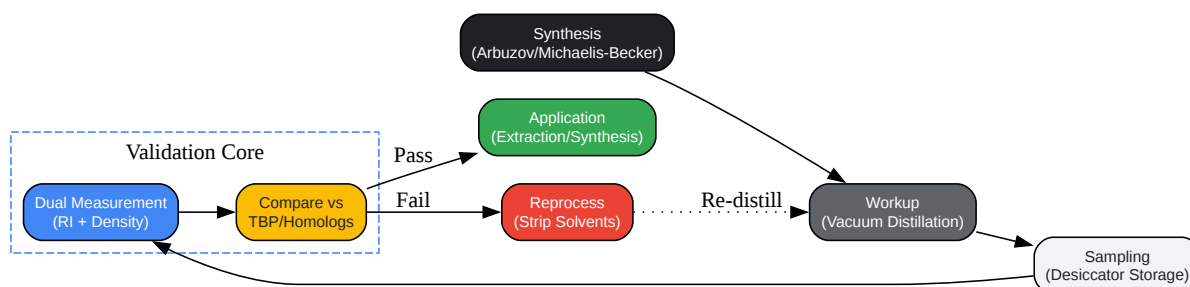 Synthesis
(Arbuzov/Michaelis-Becker)
Application
(Extraction/Synthesis)
Validation Core
Pass
Dual Measurement
(RI + Density)
Compare vs
TBP/Homologs
Fail
Reprocess
(Strip Solvents)
Re-distill
Workup
(Vacuum Distillation)
Sampling
(Desiccator Storage)